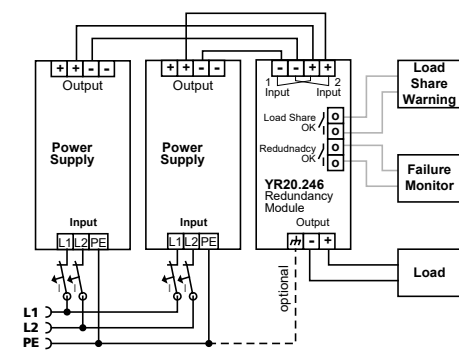 + + - -
Output
Power
Supply
Input
L1 L2 PE
+ + - -
Output
Power
Supply
Input
L1 L2 PE
- - + +
1 2
Input Input
Load Share
OK
Redudnadcy
OK
YR20.246
Redundancy
Module
Output
- +
Load
Share
Warning
Failure
Monitor
Load
I I
I I
optional
L1
L2
PE